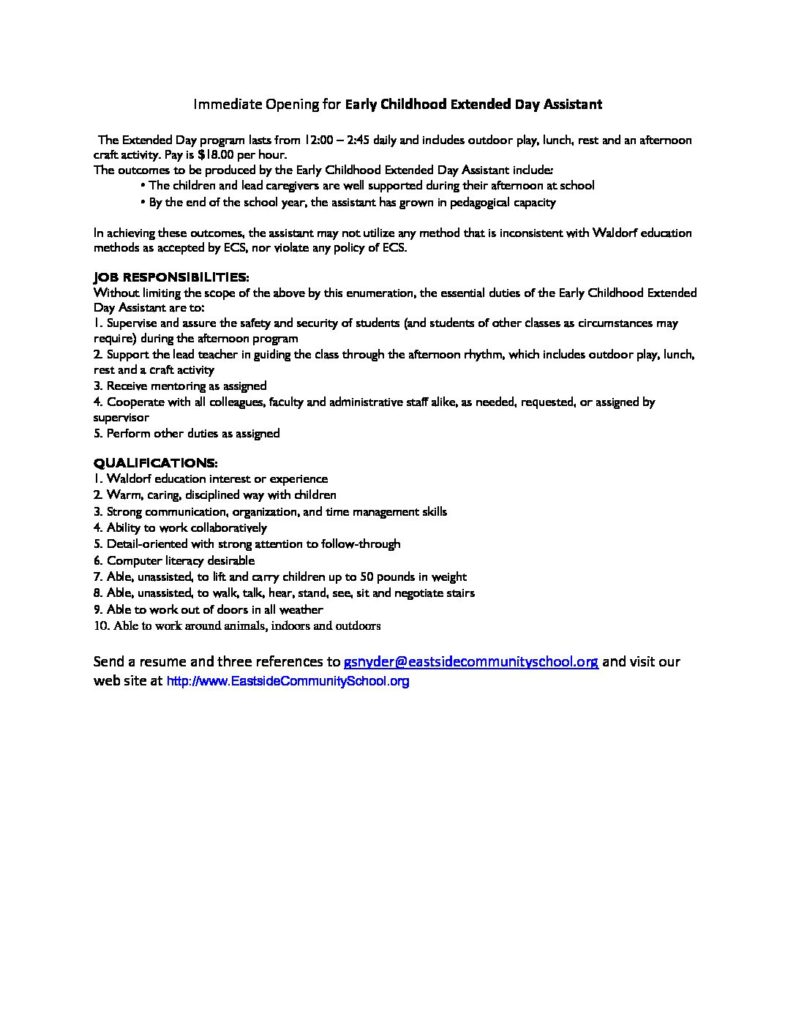 Immediate Opening for Early Childhood Extended Day Assistant
The Extended Day program lasts from 12:00 – 2:45 daily and includes outdoor play, lunch, rest and an afternoon
craft activity. Pay is $18.00 per hour.
The outcomes to be produced by the Early Childhood Extended Day Assistant include:
• The children and lead caregivers are well supported during their afternoon at school
• By the end of the school year, the assistant has grown in pedagogical capacity
In achieving these outcomes, the assistant may not utilize any method that is inconsistent with Waldorf education
methods as accepted by ECS, nor violate any policy of ECS.
JOB RESPONSIBILITIES:
Without limiting the scope of the above by this enumeration, the essential duties of the Early Childhood Extended
Day Assistant are to:
1. Supervise and assure the safety and security of students (and students of other classes as circumstances may
require) during the afternoon program
2. Support the lead teacher in guiding the class through the afternoon rhythm, which includes outdoor play, lunch,
rest and a craft activity
3. Receive mentoring as assigned
4. Cooperate with all colleagues, faculty and administrative staff alike, as needed, requested, or assigned by
supervisor
5. Perform other duties as assigned
QUALIFICATIONS:
1. Waldorf education interest or experience
2. Warm, caring, disciplined way with children
3. Strong communication, organization, and time management skills
4. Ability to work collaboratively
5. Detail-oriented with strong attention to follow-through
6. Computer literacy desirable
7. Able, unassisted, to lift and carry children up to 50 pounds in weight
8. Able, unassisted, to walk, talk, hear, stand, see, sit and negotiate stairs
9. Able to work out of doors in all weather
10. Able to work around animals, indoors and outdoors
Send a resume and three references to gsnyder@eastsidecommunityschool.org and visit our
web site at http://www.EastsideCommunitySchool.org